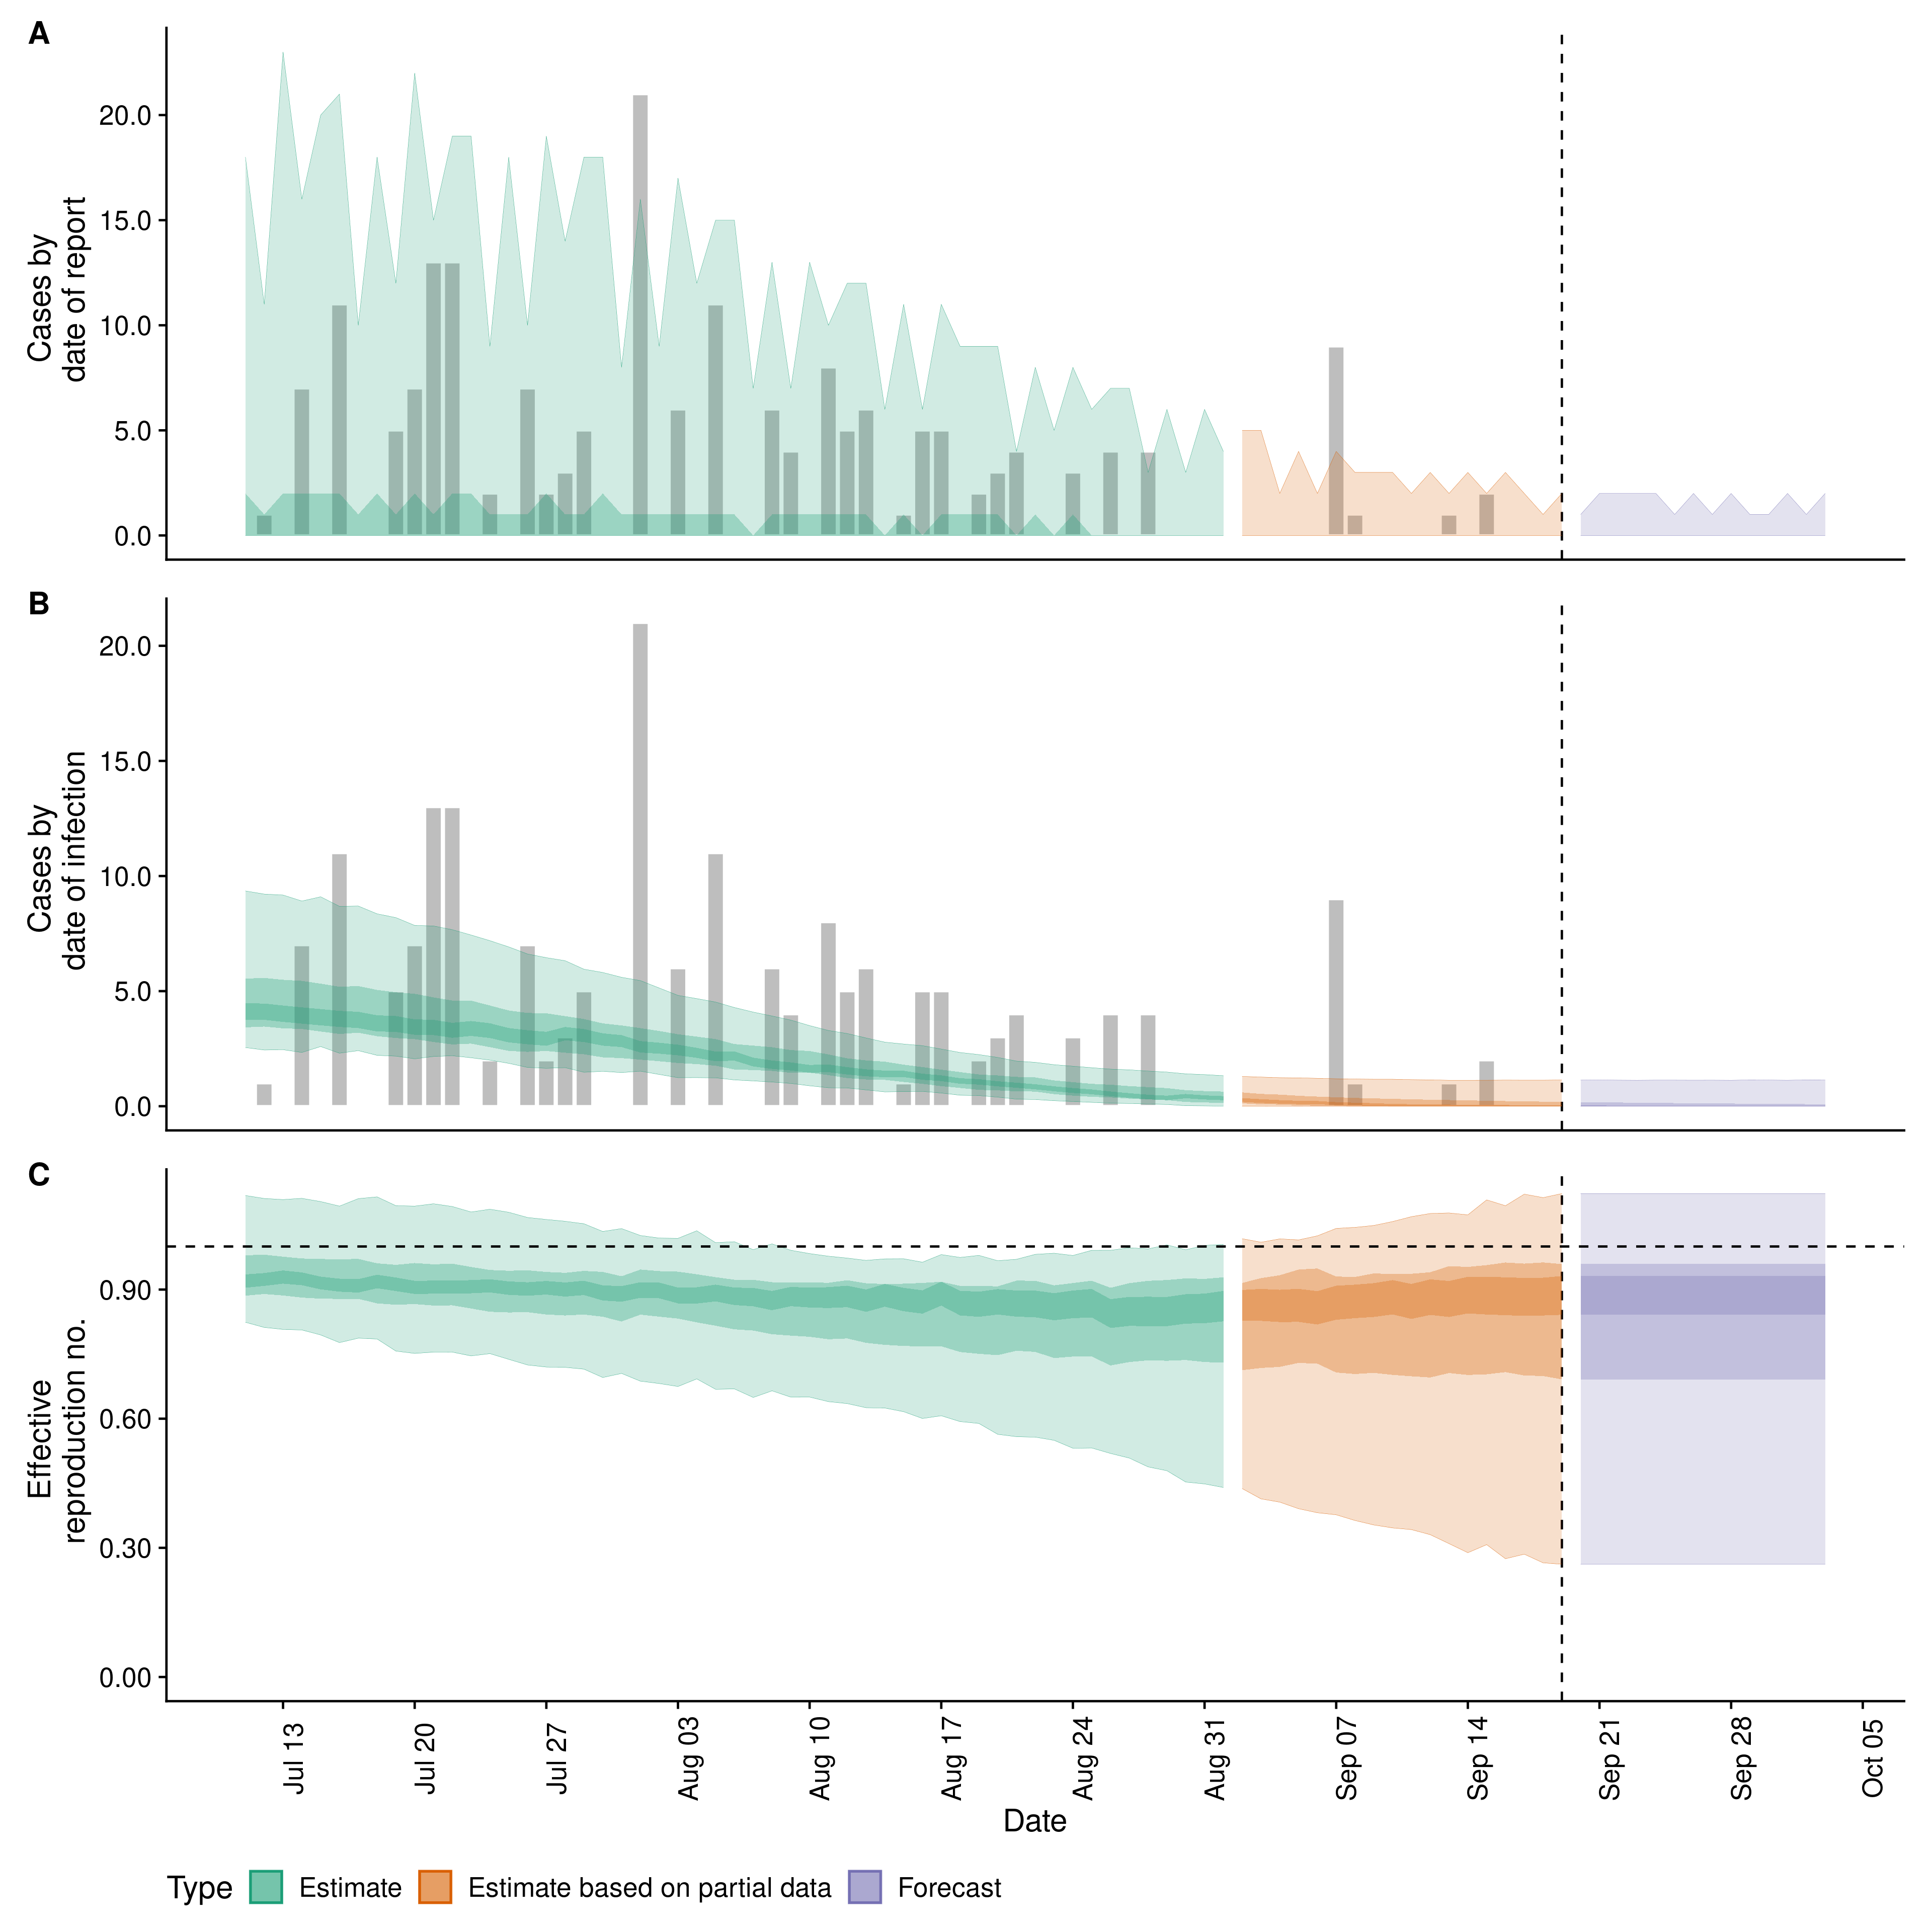 A
Cases by
date of report
20.0
15.0
10.0
5.0
0.0
B
Cases by
date of infection
20.0
15.0
10.0
5.0
0.0
C
Effective
reproduction no.
0.90
0.60
0.30
0.00
Jul 13
Jul 20
Jul 27
Aug 03
Aug 10
Aug 17
Aug 24
Aug 31
Sep 07
Sep 14
Sep 21
Sep 28
Oct 05
Date
Type Estimate Estimate based on partial data Forecast